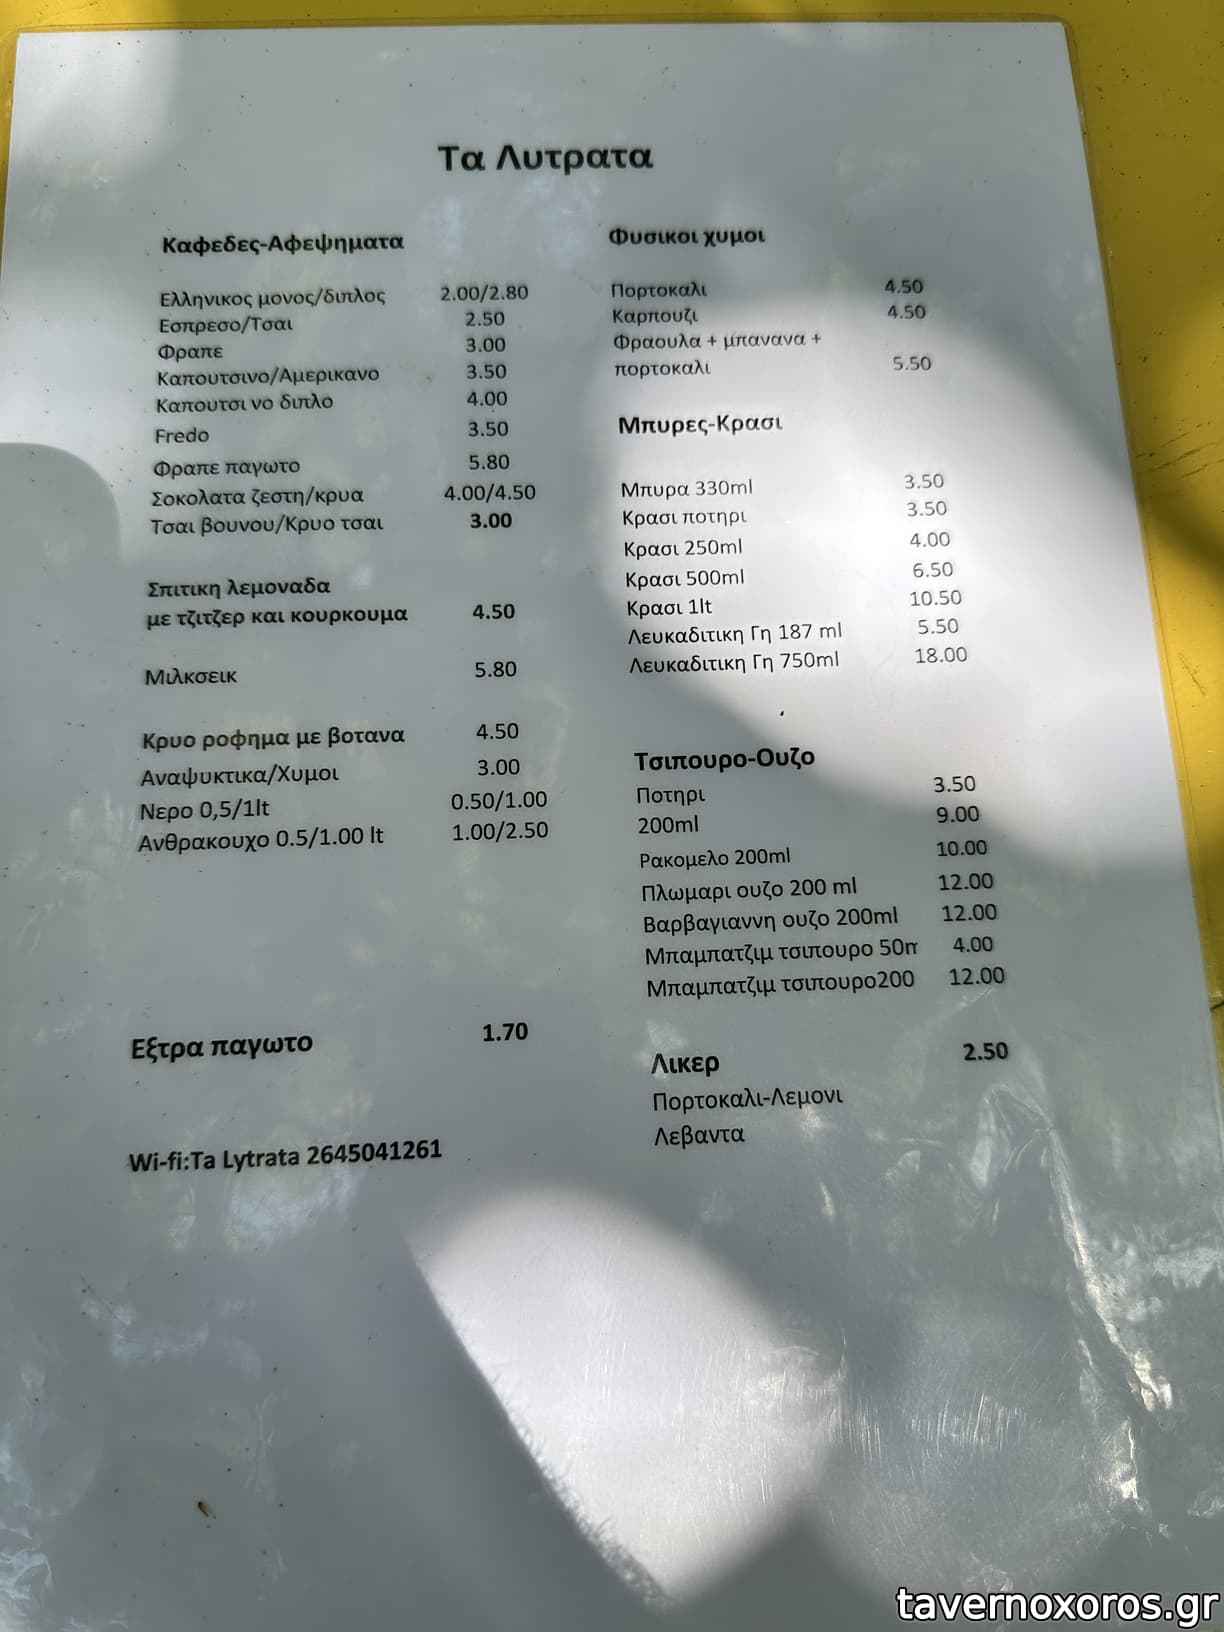 Τα Λυτρατα
Καφεδες-Αφεψηματα
Ελληνικος μονος/διπλος 2.00/2.80
Εσπρεσο/Τσαι 2.50
Φραπε 3.00
Καπουτσινο/Αμερικανο 3.50
Καπουτσι νο διπλο 4.00
Fredo 3.50
Φραπε παγωτο 5.80
Σοκολατα ζεστη/κρυα 4.00/4.50
Τσαι βουνου/Κρυο τσαι 3.00
Σπιτικη λεμοναδα
με τζιτζερ και κουρκουμα 4.50
Μιλκσεικ 5.80
Κρυο ροφημα με βοτανα 4.50
Αναψυκτικα/Χυμοι 3.00
Νερο 0,5/1lt 0.50/1.00
Ανθρακουχο 0.5/1.00 lt 1.00/2.50
Εξτρα παγωτο 1.70
Wi-fi:Ta Lytrata 2645041261
Φυσικοι χυμοι
Πορτοκαλι 4.50
Καρπουζι 4.50
Φραουλα + μπανανα +
πορτοκαλι 5.50
Μπυρες-Κρασι
Μπυρα 330ml 3.50
Κρασι ποτηρι 3.50
Κρασι 250ml 4.00
Κρασι 500ml 6.50
Κρασι 1lt 10.50
Λευκαδιτικη Γη 187 ml 5.50
Λευκαδιτικη Γη 750ml 18.00
Τσιπουρο-Ουζο
Ποτηρι 3.50
200ml 9.00
Ρακομελο 200ml 10.00
Πλωμαρι ουζο 200 ml 12.00
Βαρβαγιαννη ουζο 200ml 12.00
Μπαμπατζιμ τσιπουρο 50m 4.00
Μπαμπατζιμ τσιπουρο200 12.00
Λικερ 2.50
Πορτοκαλι-Λεμονι
Λεβαντα
tavernoxoros.gr